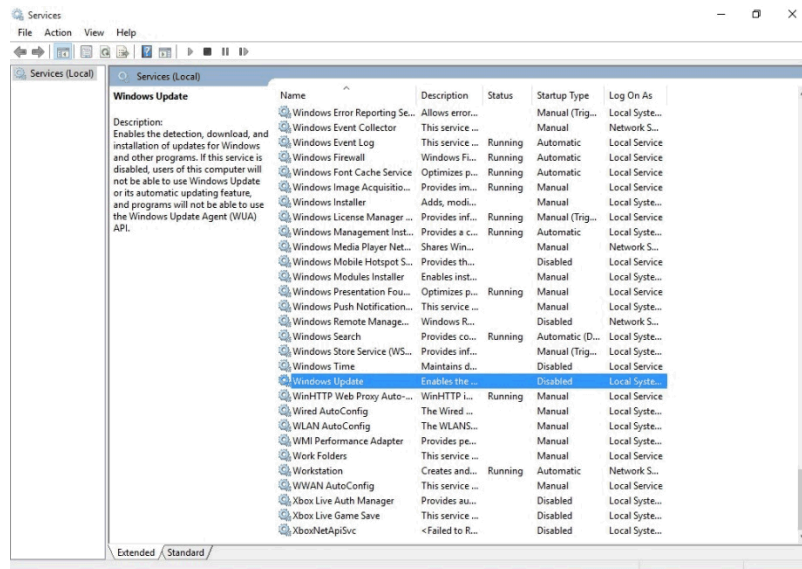 Services
File Action View Help
Services (Local)
Services (Local)
Windows Update
Description:
Enables the detection, download, and
installation of updates for Windows
and other programs. If this service is
disabled, users of this computer will
not be able to use Windows Update
or its automatic updating feature,
and programs will not be able to use
the Windows Update Agent (WUA)
API.
Name Description Status Startup Type Log On As
Windows Error Reporting Se... Allows error... Manual (Trig... Local Syste...
Windows Event Collector This service ... Manual Network S...
Windows Event Log This service ... Running Automatic Local Service
Windows Firewall Windows Fi... Running Automatic Local Service
Windows Font Cache Service Optimizes p... Running Automatic Local Service
Windows Image Acquisitio... Provides im... Running Manual Local Service
Windows Installer Adds, modi... Manual Local Syste...
Windows License Manager ... Provides inf... Running Manual (Trig... Local Service
Windows Management Inst... Provides a c... Running Automatic Local Syste...
Windows Media Player Net... Shares Win... Manual Network S...
Windows Mobile Hotspot S... Provides th... Disabled Local Service
Windows Modules Installer Enables inst... Manual Local Syste...
Windows Presentation Fou... Optimizes p... Running Manual Local Service
Windows Push Notification... This service ... Manual Local Syste...
Windows Remote Manage... Windows R... Disabled Network S...
Windows Search Provides co... Running Automatic (D... Local Syste...
Windows Store Service (WS... Provides inf... Manual (Trig... Local Syste...
Windows Time Maintains d... Disabled Local Service
Windows Update Enables the ... Disabled Local Syste...
WinHTTP Web Proxy Auto-... WinHTTP i... Running Manual Local Service
Wired AutoConfig The Wired ... Manual Local Syste...
WLAN AutoConfig The WLANS... Manual Local Syste...
WMI Performance Adapter Provides pe... Manual Local Syste...
Work Folders This service ... Manual Local Service
Workstation Creates and... Running Automatic Network S...
WWAN AutoConfig This service ... Manual Local Syste...
Xbox Live Auth Manager Provides au... Disabled Local Syste...
Xbox Live Game Save This service ... Disabled Local Syste...
XboxNetApiSvc <Failed to R... Disabled Local Syste...
Extended Standard